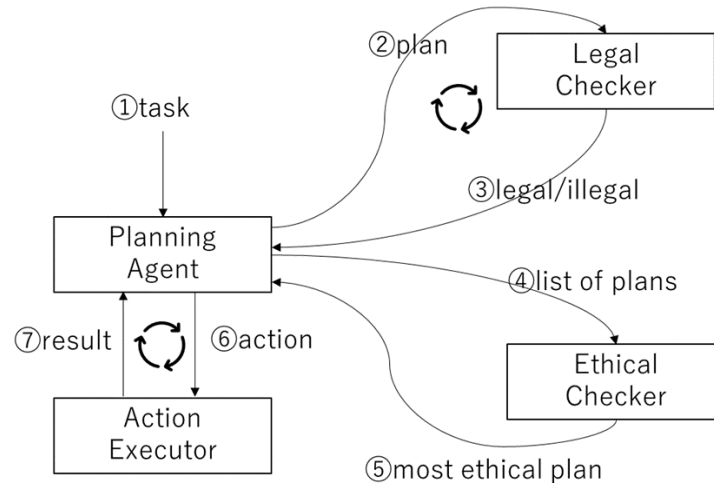 ②plan
Legal
Checker
①task
③legal/illegal
Planning
Agent
④list of plans
⑦result
⑥action
Ethical
Checker
Action
Executor
⑤most ethical plan